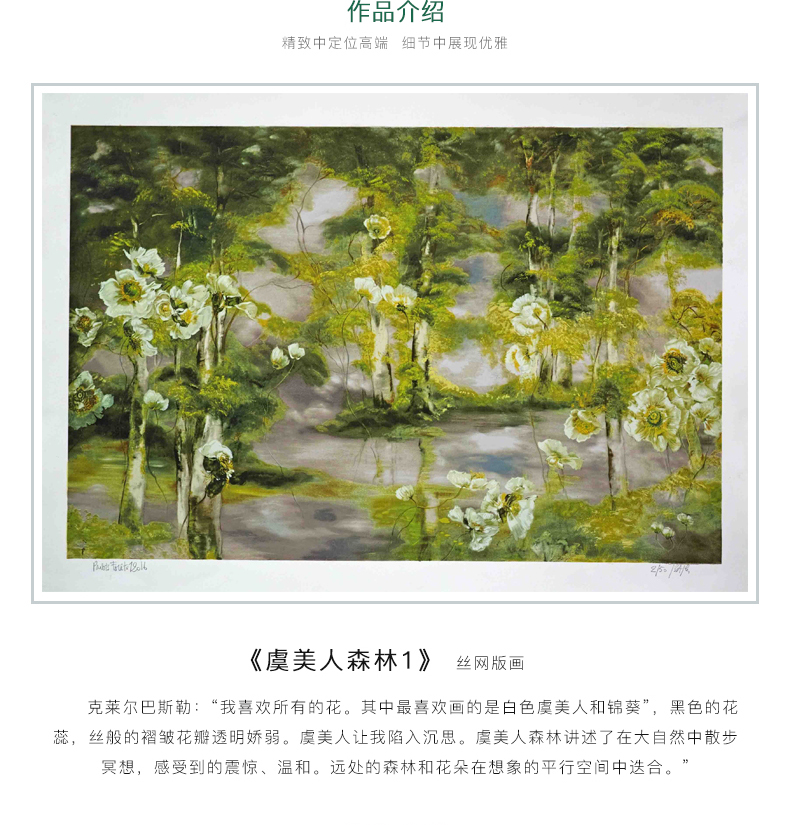 作品介绍
精致中定位高端 细节中展现优雅
《虞美人森林1》 丝网版画
克莱尔巴斯勒：“我喜欢所有的花。其中最喜欢画的是白色虞美人和锦葵”，黑色的花
蕊，丝般的褶皱花瓣透明娇弱。虞美人让我陷入沉思。虞美人森林讲述了在大自然中散步
冥想，感受到的震惊、温和。远处的森林和花朵在想象的平行空间中迭合。”